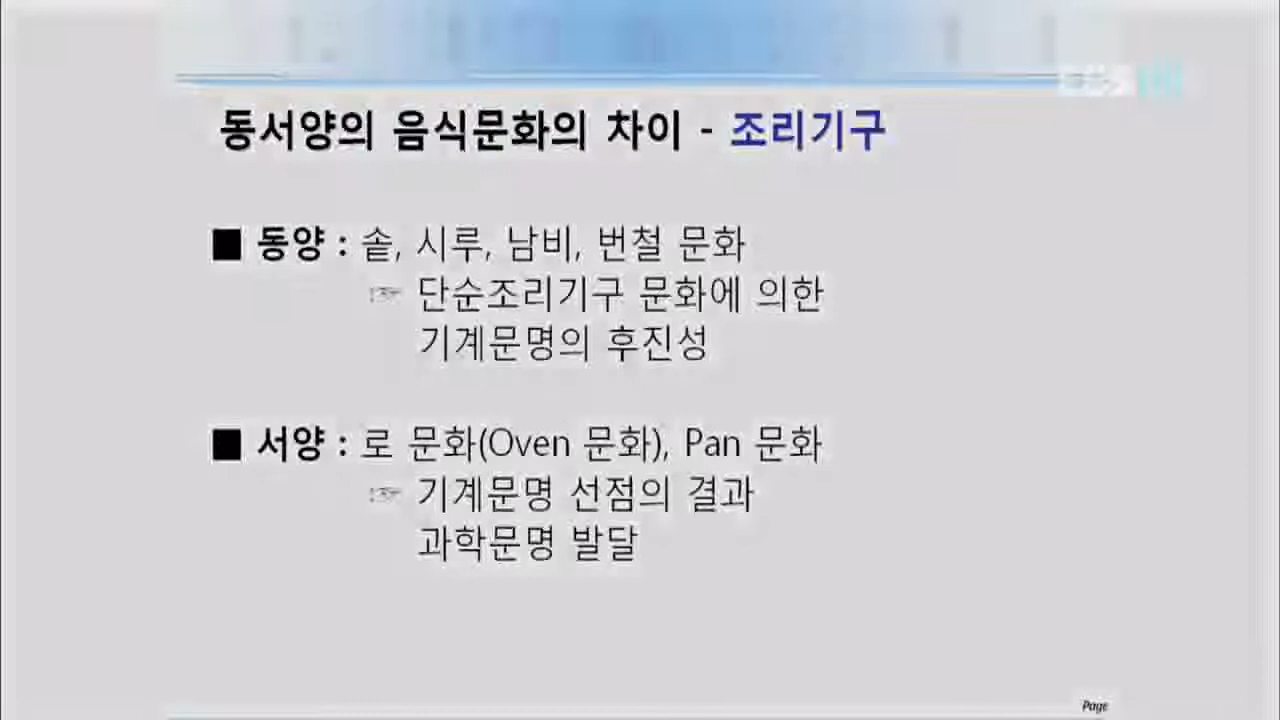 동서양의 음식문화의 차이 - 조리기구
■ 동양 : 솥, 시루, 남비, 번철 문화
☞ 단순조리기구 문화에 의한
기계문명의 후진성
■ 서양 : 로 문화(Oven 문화), Pan 문화
☞ 기계문명 선점의 결과
과학문명 발달
Page